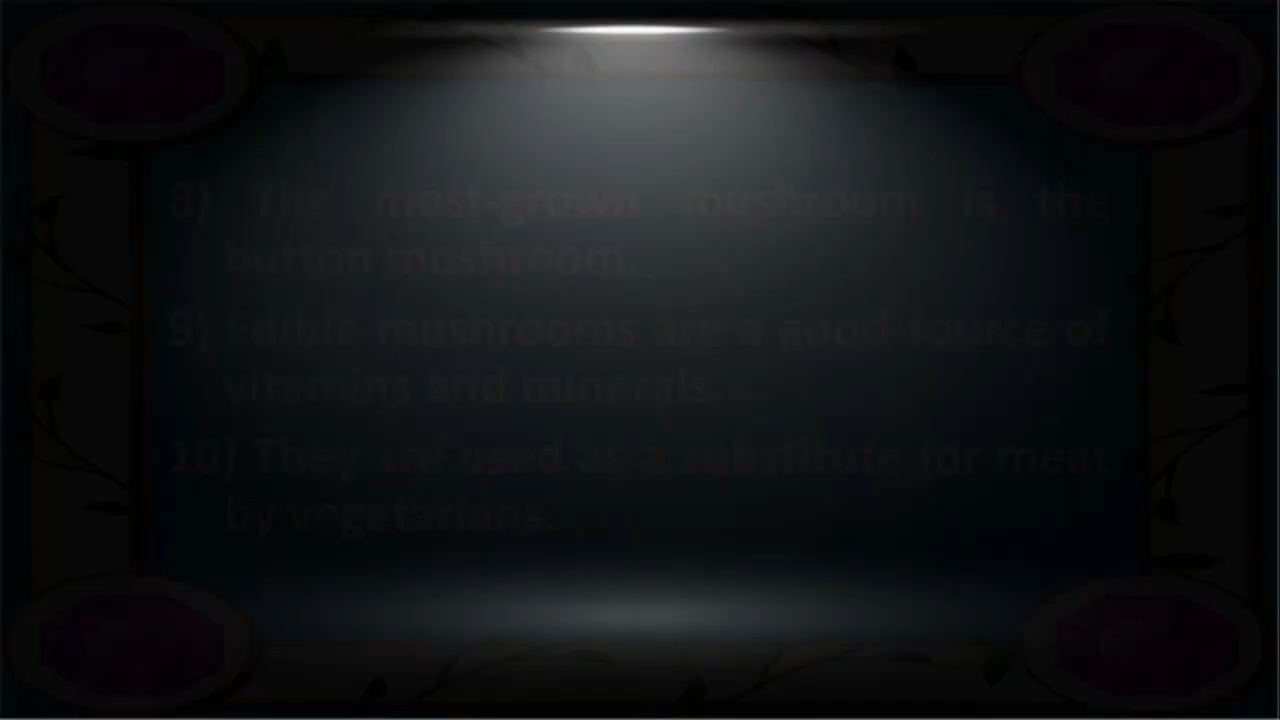 8) The most-grown mushroom is the
button mushroom.
9) Edible mushrooms are a good source of
vitamins and minerals.
10) They are used as a substitute for meat
by vegetarians.